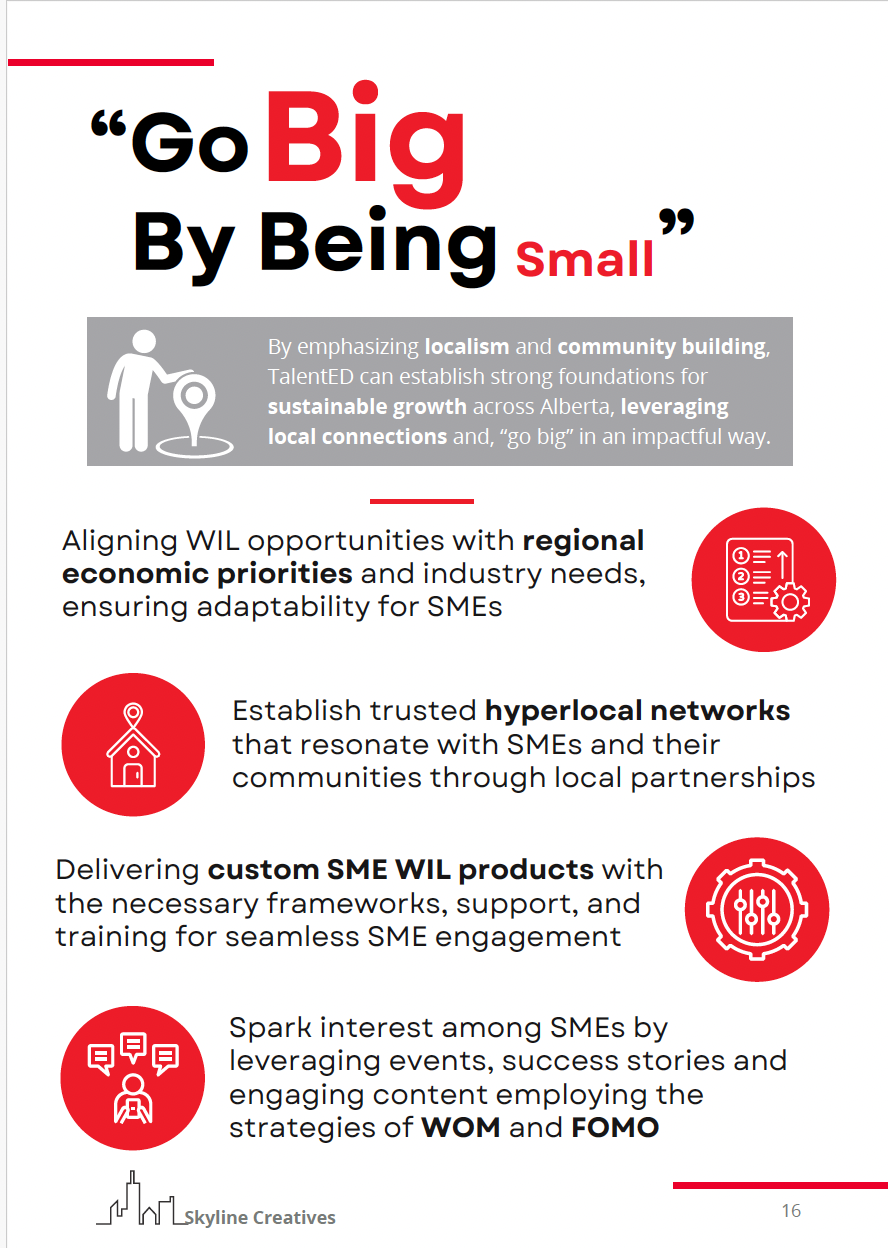 “Go Big
By Being Small”
By emphasizing localism and community building,
TalentED can establish strong foundations for
sustainable growth across Alberta, leveraging
local connections and, “go big” in an impactful way.
Aligning WIL opportunities with regional
economic priorities and industry needs,
ensuring adaptability for SMEs
1
2
3
Establish trusted hyperlocal networks
that resonate with SMEs and their
communities through local partnerships
Delivering custom SME WIL products with
the necessary frameworks, support, and
training for seamless SME engagement
Spark interest among SMEs by
leveraging events, success stories and
engaging content employing the
strategies of WOM and FOMO
Skyline Creatives
16